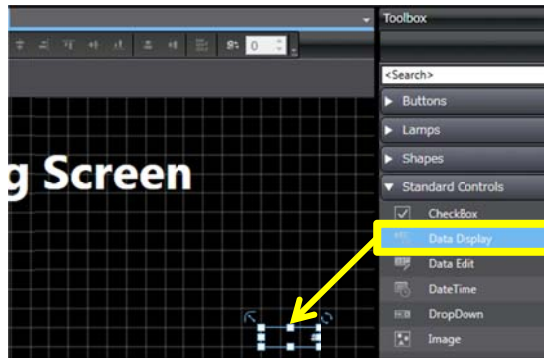 Toolbox
0
<Search>
Buttons
Lamps
Shapes
g Screen
Standard Controls
CheckBox
Data Display
Data Edit
DateTime
DropDown
Image